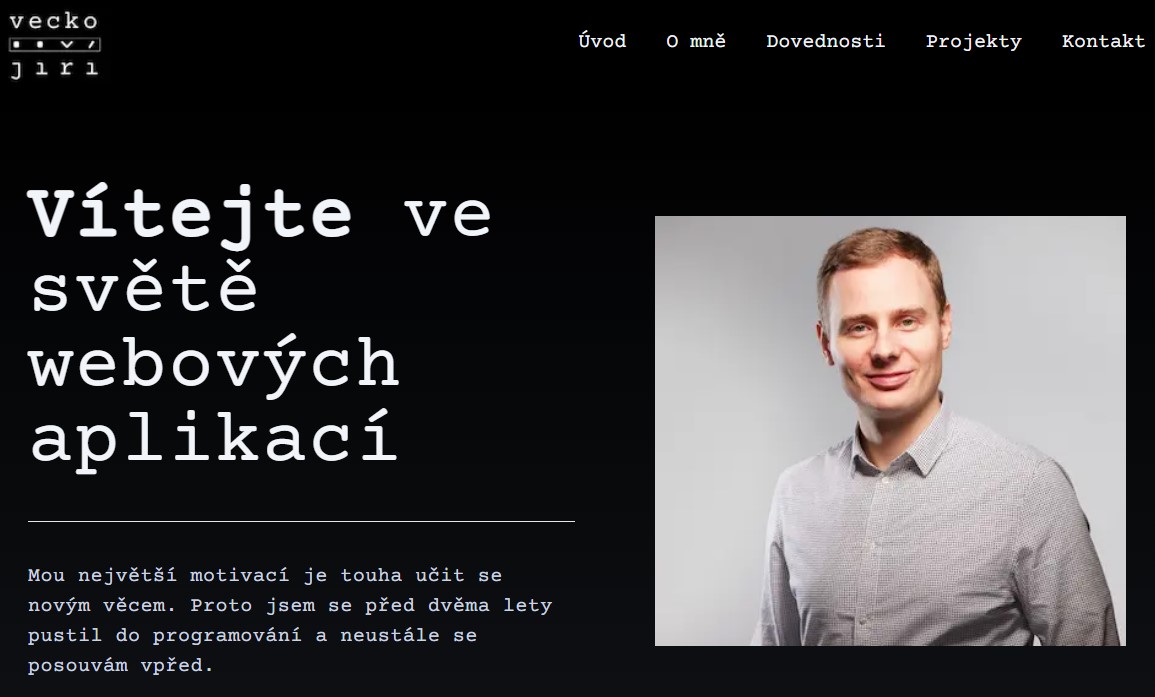 vecko
jıří
Úvod O mně Dovednosti Projekty Kontakt
Vítejte ve
světě
webových
aplikací
Mou největší motivací je touha učit se
novým věcem. Proto jsem se před dvěma lety
pustil do programování a neustále se
posouvám vpřed.